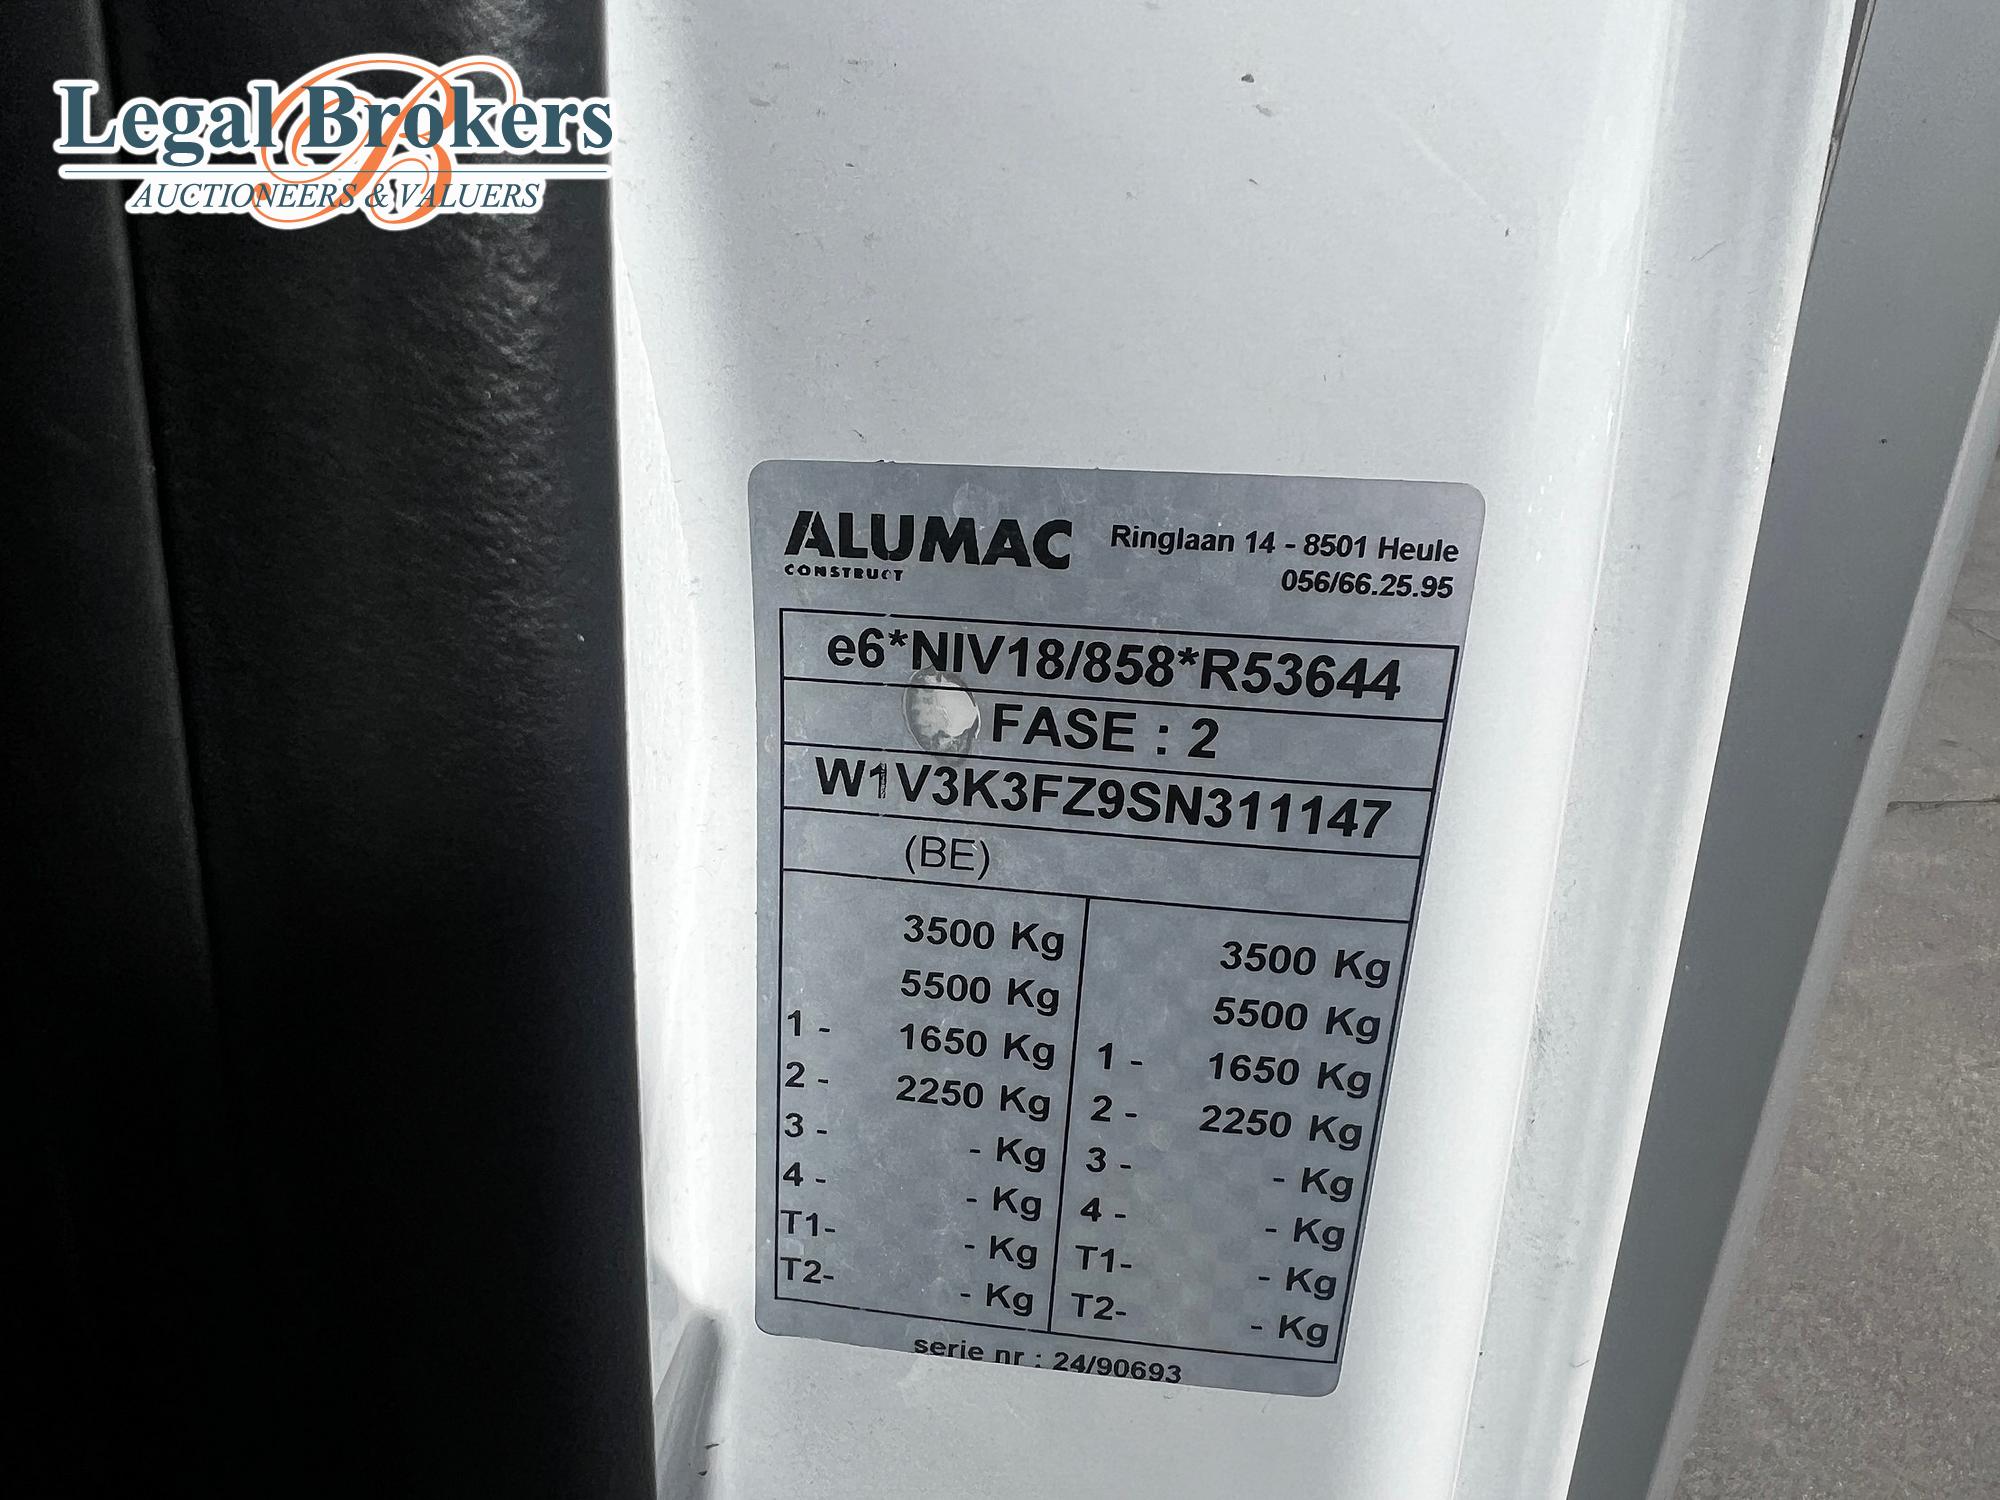 Legal Brokers
AUCTIONEERS & VALUERS
ALUMAC
CONSTRUCT
Ringlaan 14 - 8501 Heule
056/66.25.95
e6*NIV18/858*R53644
FASE : 2
W1V3K3FZ9SN311147
(BE)
3500 Kg
5500 Kg
1 - 1650 Kg
2 - 2250 Kg
3 - - Kg
4 - - Kg
T1- - Kg
T2- - Kg
3500 Kg
5500 Kg
1 - 1650 Kg
2 - 2250 Kg
3 - - Kg
4 - - Kg
T1- - Kg
T2- - Kg
serie nr : 24/90693